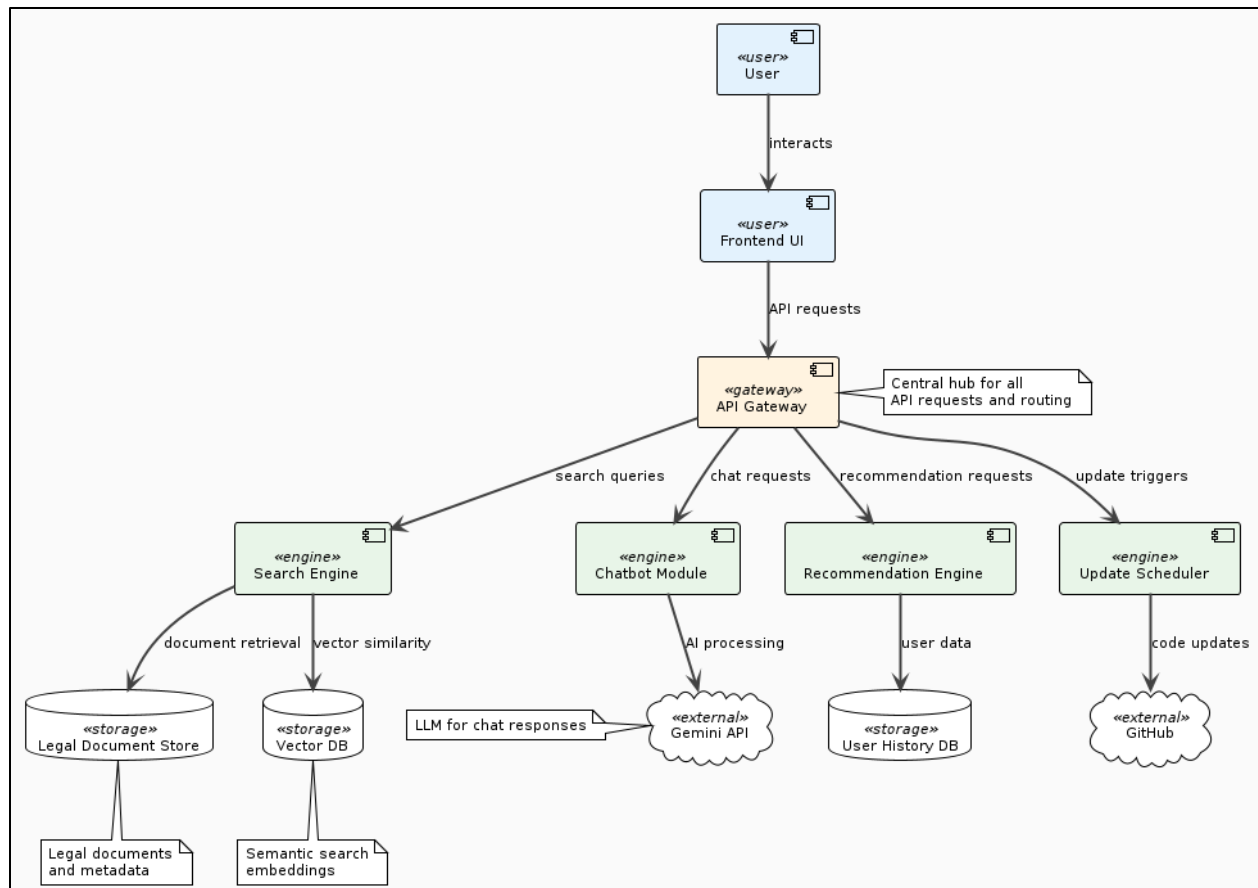 «user»
User
interacts
«user»
Frontend UI
API requests
«gateway»
API Gateway
Central hub for all
API requests and routing
search queries
chat requests
recommendation requests
update triggers
«engine»
Search Engine
«engine»
Chatbot Module
«engine»
Recommendation Engine
«engine»
Update Scheduler
document retrieval
vector similarity
AI processing
user data
code updates
«storage»
Legal Document Store
«storage»
Vector DB
LLM for chat responses
«external»
Gemini API
«storage»
User History DB
«external»
GitHub
Legal documents
and metadata
Semantic search
embeddings